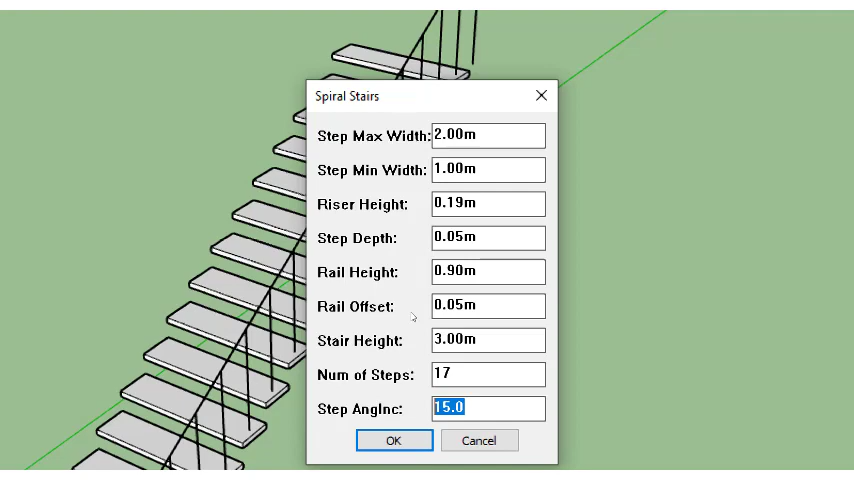 Spiral Stairs
Step Max Width: 2.00m
Step Min Width: 1.00m
Riser Height: 0.19m
Step Depth: 0.05m
Rail Height: 0.90m
Rail Offset: 0.05m
Stair Height: 3.00m
Num of Steps: 17
Step AngInc: 15.0
OK Cancel